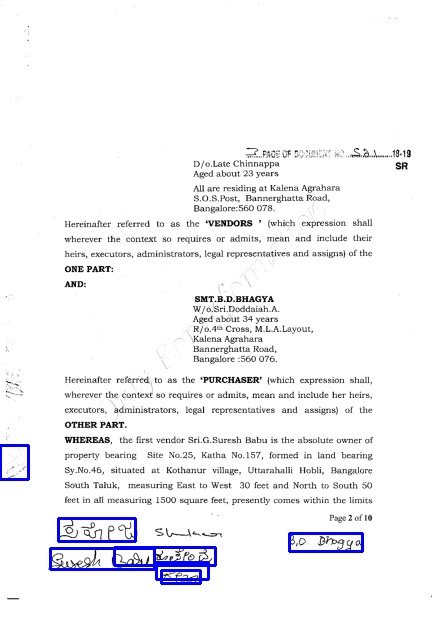 PAGE OF DOCUMENT NO. 521 18-19
SR
D/o.Late Chinnappa
Aged about 23 years
All are residing at Kalena Agrahara
S.O.S.Post, Bannerghatta Road,
Bangalore:560 078.
Hereinafter referred to as the 'VENDORS ' (which expression shall
wherever the context so requires or admits, mean and include their
heirs, executors, administrators, legal representatives and assigns) of the
ONE PART:
AND:
SMT.B.D.BHAGYA
W/o.Sri.Doddaiah.A.
Aged about 34 years
R/o.4th Cross, M.L.A.Layout,
Kalena Agrahara
Bannerghatta Road,
Bangalore :560 076.
Hereinafter referred to as the 'PURCHASER' (which expression shall,
wherever the context so requires or admits, mean and include her heirs,
executors, administrators, legal representatives and assigns) of the
OTHER PART.
WHEREAS, the first vendor Sri.G.Suresh Babu is the absolute owner of
property bearing Site No.25, Katha No.157, formed in land bearing
Sy.No.46, situated at Kothanur village, Uttarahalli Hobli, Bangalore
South Taluk, measuring East to West 30 feet and North to South 50
feet in all measuring 1500 square feet, presently comes within the limits
Page 2 of 10
B.D Bhagya
Suresh Babu